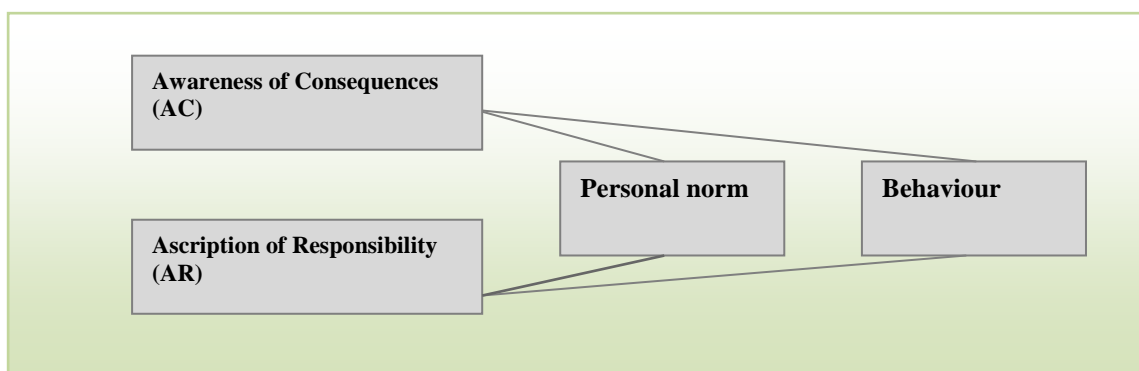 Awareness of Consequences
(AC)
Personal norm
Behaviour
Ascription of Responsibility
(AR)